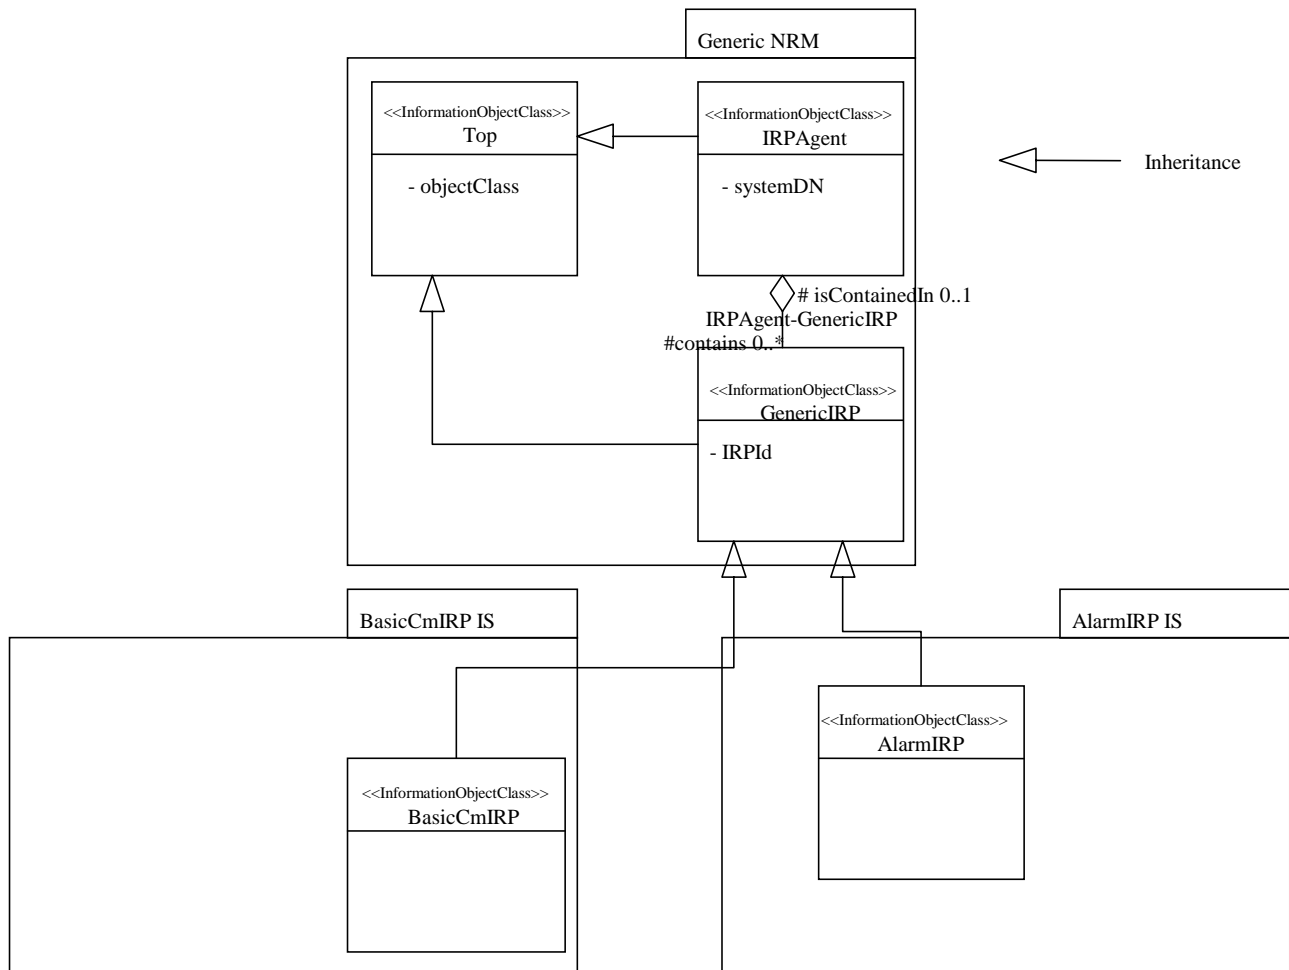 Generic NRM
<<InformationObjectClass>>
Top
- objectClass
<<InformationObjectClass>>
IRPAgent
- systemDN
Inheritance
# isContainedIn 0..1
IRPAgent-GenericIRP
#contains 0..*
<<InformationObjectClass>>
GenericIRP
- IRPId
BasicCmIRP IS
AlarmIRP IS
<<InformationObjectClass>>
AlarmIRP
<<InformationObjectClass>>
BasicCmIRP